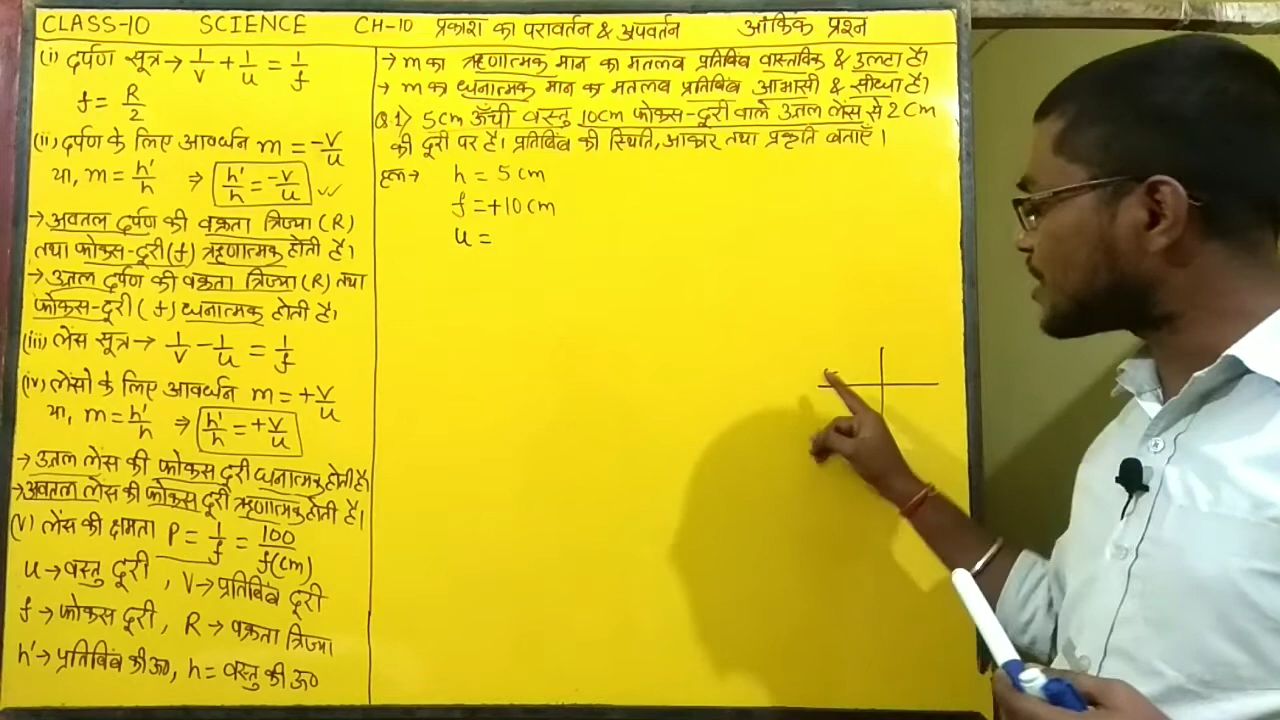 CLASS-10 SCIENCE CH-10 प्रकाश का परावर्तन & अपवर्तन आंकिक प्रश्न
(i) दर्पण सूत्र → 1/v + 1/u = 1/f
f = R/2
(ii) दर्पण के लिए आवर्धन m = -v/u
या, m = h'/h ⇒ h'/h = -v/u
→ अवतल दर्पण की वक्रता त्रिज्या (R)
तथा फोकस-दूरी (f) ऋणात्मक होती है।
→ उत्तल दर्पण की वक्रता त्रिज्या (R) तथा
फोकस-दूरी (f) धनात्मक होती है।
(iii) लेंस सूत्र → 1/v - 1/u = 1/f
(iv) लेंसो के लिए आवर्धन m = +v/u
या, m = h'/h ⇒ h'/h = +v/u
→ उत्तल लेंस की फोकस दूरी धनात्मक होती है।
→ अवतल लेंस की फोकस दूरी ऋणात्मक होती है।
(v) लेंस की क्षमता P = 1/f = 100/f(cm)
u → वस्तु दूरी, v → प्रतिबिंब दूरी
f → फोकस दूरी, R → वक्रता त्रिज्या
h' → प्रतिबिंब की ऊ०, h = वस्तु की ऊ०
→ m का ऋणात्मक मान का मतलब प्रतिबिंब वास्तविक & उल्टा है।
→ m का धनात्मक मान का मतलब प्रतिबिंब आभासी & सीधा है।
Q.1> 5cm ऊँची वस्तु 10cm फोकस-दूरी वाले उत्तल लेंस से 2cm
की दूरी पर है। प्रतिबिंब की स्थिति, आकार तथा प्रकृति बताएँ।
हल→ h = 5 cm
f = +10 cm
u =